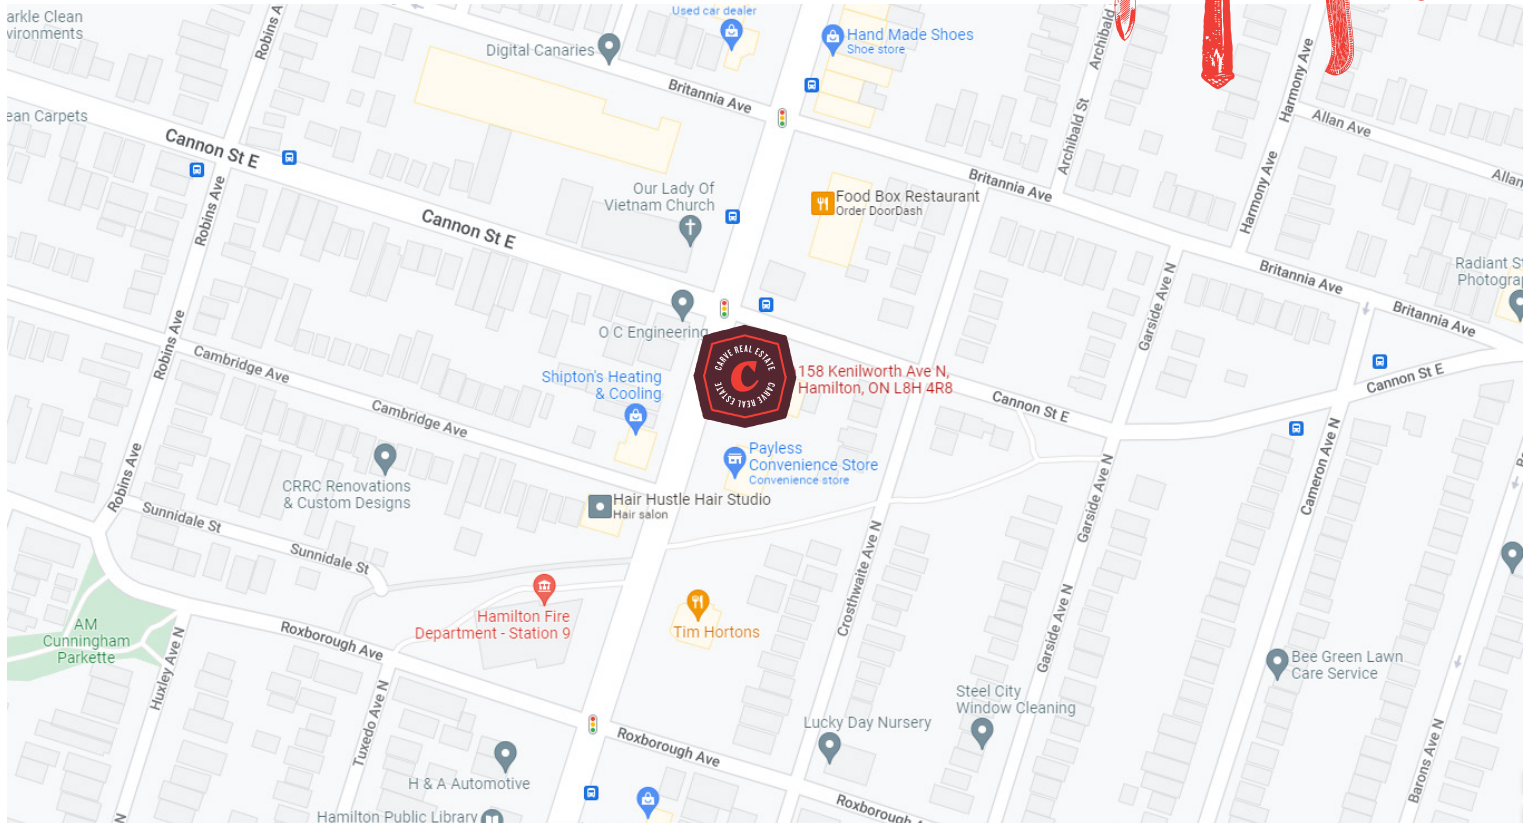 arkle Clean
vironments
Robins A
Digital Canaries
Used car dealer
Hand Made Shoes
Shoe store
Archibald
Harmony Ave
Britannia Ave
ean Carpets
Cannon St E
Archibald St
Allan Ave
Allan
Robins Ave
Our Lady Of
Vietnam Church
Food Box Restaurant
Order DoorDash
Britannia Ave
Harmony Ave
Cannon St E
Radiant St
Photogra
Britannia Ave
Britannia Ave
Garside Ave N
Robins Ave
O C Engineering
Cambridge Ave
CARVE REAL ESTATE
C
CARVE REAL ESTATE
158 Kenilworth Ave N,
Hamilton, ON L8H 4R8
Shipton's Heating
& Cooling
Cannon St E
Cannon St E
Cambridge Ave
Payless
Convenience Store
Convenience store
CRRC Renovations
& Custom Designs
Robins Ave
Hair Hustle Hair Studio
Hair salon
Garside Ave N
Cameron Ave N
Sunnidale St
Sunnidale St
Crosthwaite Ave N
Hamilton Fire
Department - Station 9
Tim Hortons
Garside Ave N
AM
Cunningham
Parkette
Roxborough Ave
Huxley Ave N
Bee Green Lawn
Care Service
Tuxedo Ave N
Steel City
Window Cleaning
Lucky Day Nursery
Roxborough Ave
Barons Ave N
H & A Automotive
Roxborough A
Hamilton Public Library
N